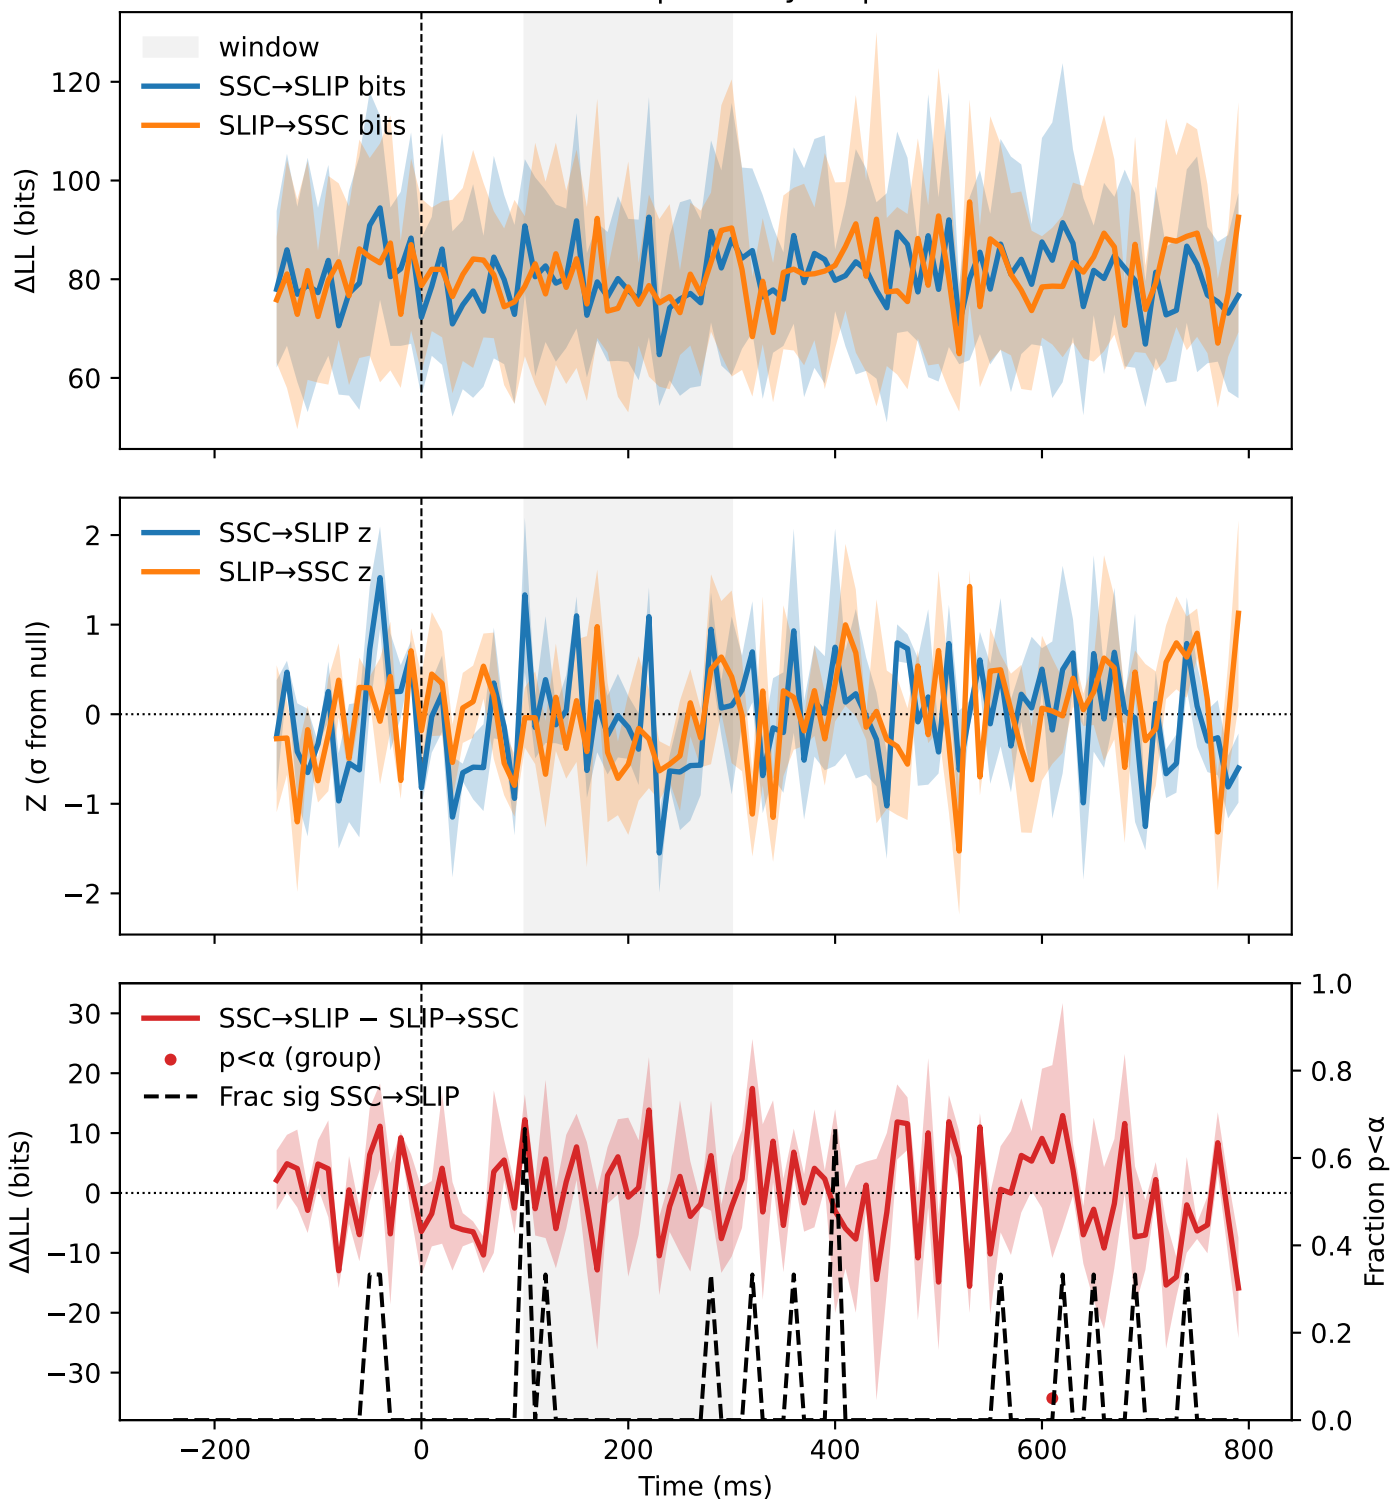 window
SSC→SLIP bits
SLIP→SSC bits
ΔLL (bits)
120
100
80
60
SSC→SLIP z
SLIP→SSC z
Z (σ from null)
2
1
0
−1
−2
SSC→SLIP − SLIP→SSC
p<α (group)
Frac sig SSC→SLIP
ΔΔLL (bits)
30
20
10
0
−10
−20
−30
1.0
0.8
0.6
0.4
0.2
0.0
Fraction p<α
−200
0
200
400
600
800
Time (ms)